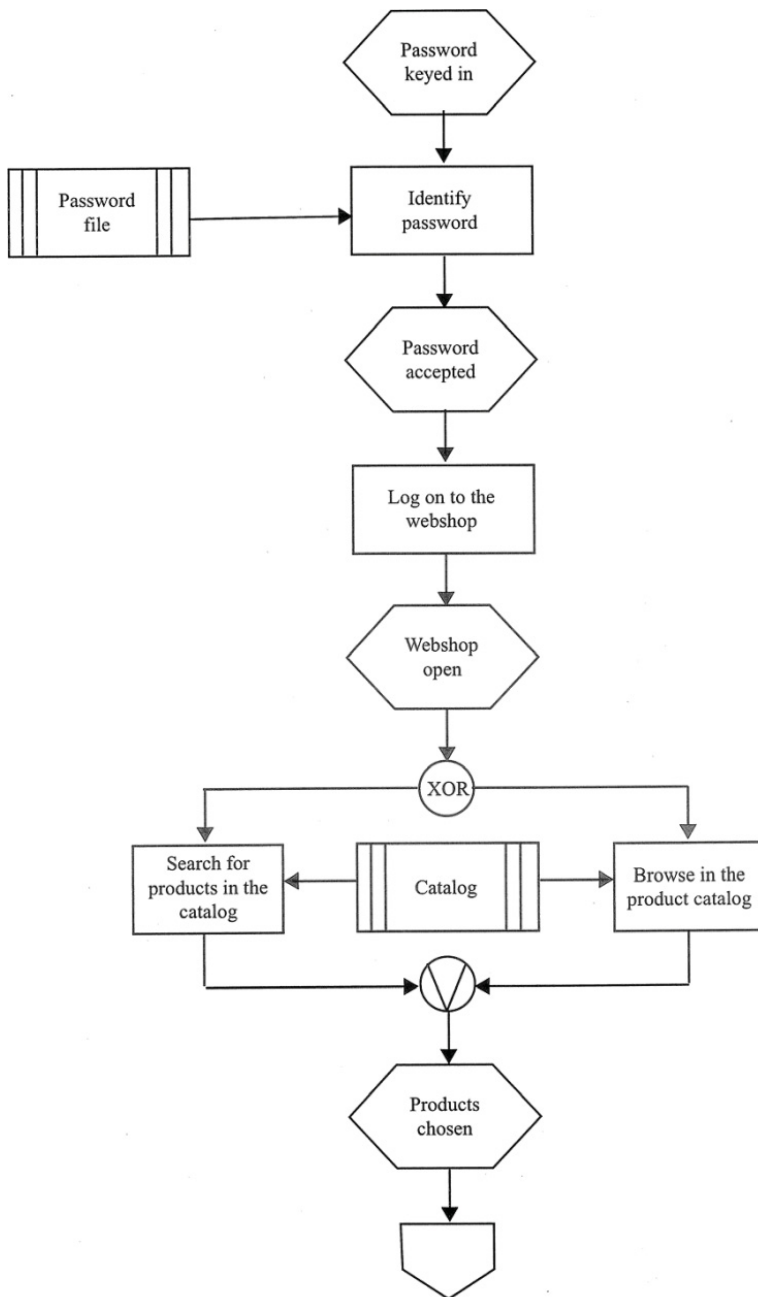 Password
keyed in
Password
file
Identify
password
Password
accepted
Log on to the
webshop
Webshop
open
XOR
Search for
products in the
catalog
Catalog
Browse in the
product catalog
Products
chosen